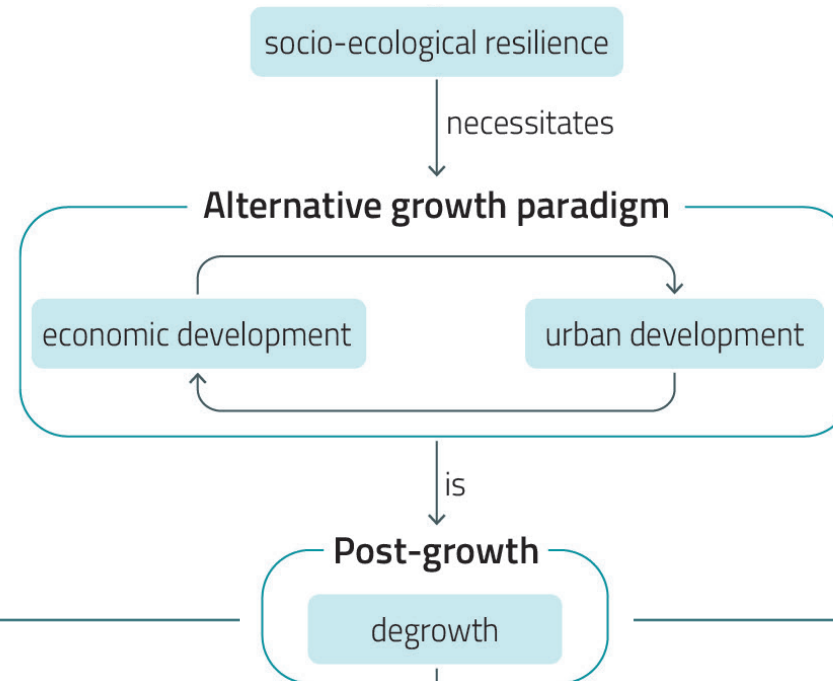 socio-ecological resilience
necessitates
Alternative growth paradigm
economic development
urban development
is
Post-growth
degrowth